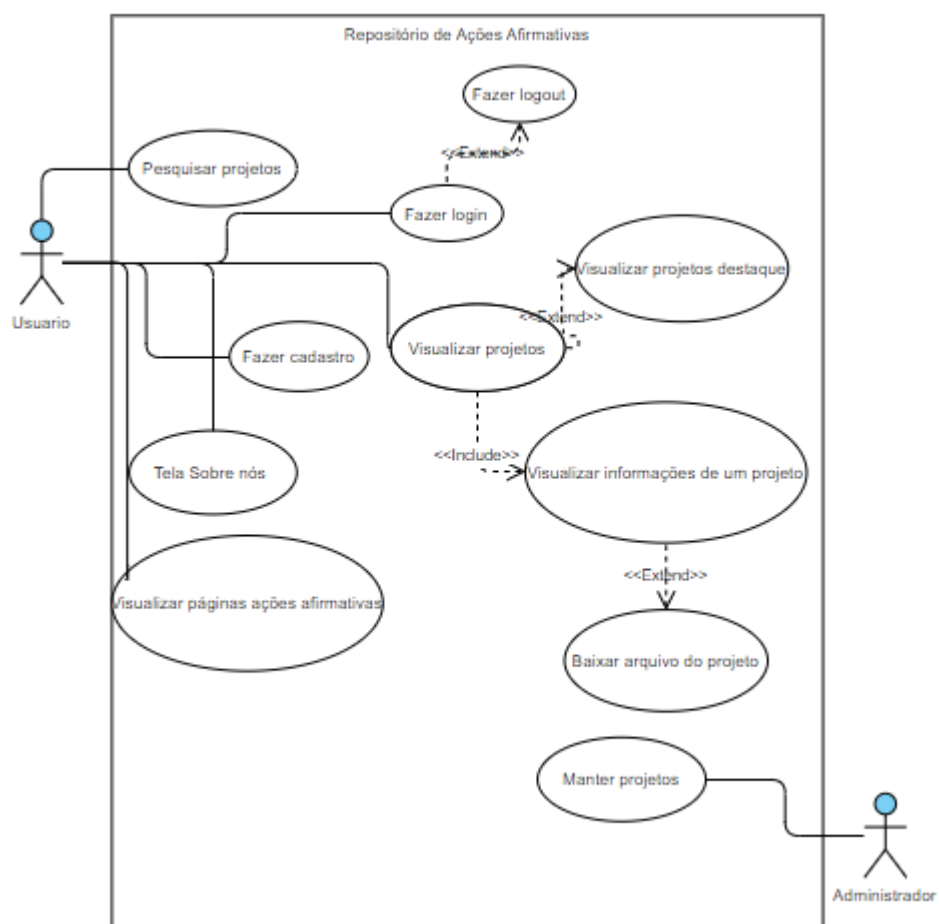 Repositório de Ações Afirmativas
Fazer logout
<<Extend>>
Pesquisar projetos
Fazer login
Usuario
Visualizar projetos destaque
<<Extend>>
Visualizar projetos
Fazer cadastro
<<Include>>
Tela Sobre nós
Visualizar informações de um projeto
<<Extend>>
Visualizar páginas ações afirmativas
Baixar arquivo do projeto
Manter projetos
Administrador